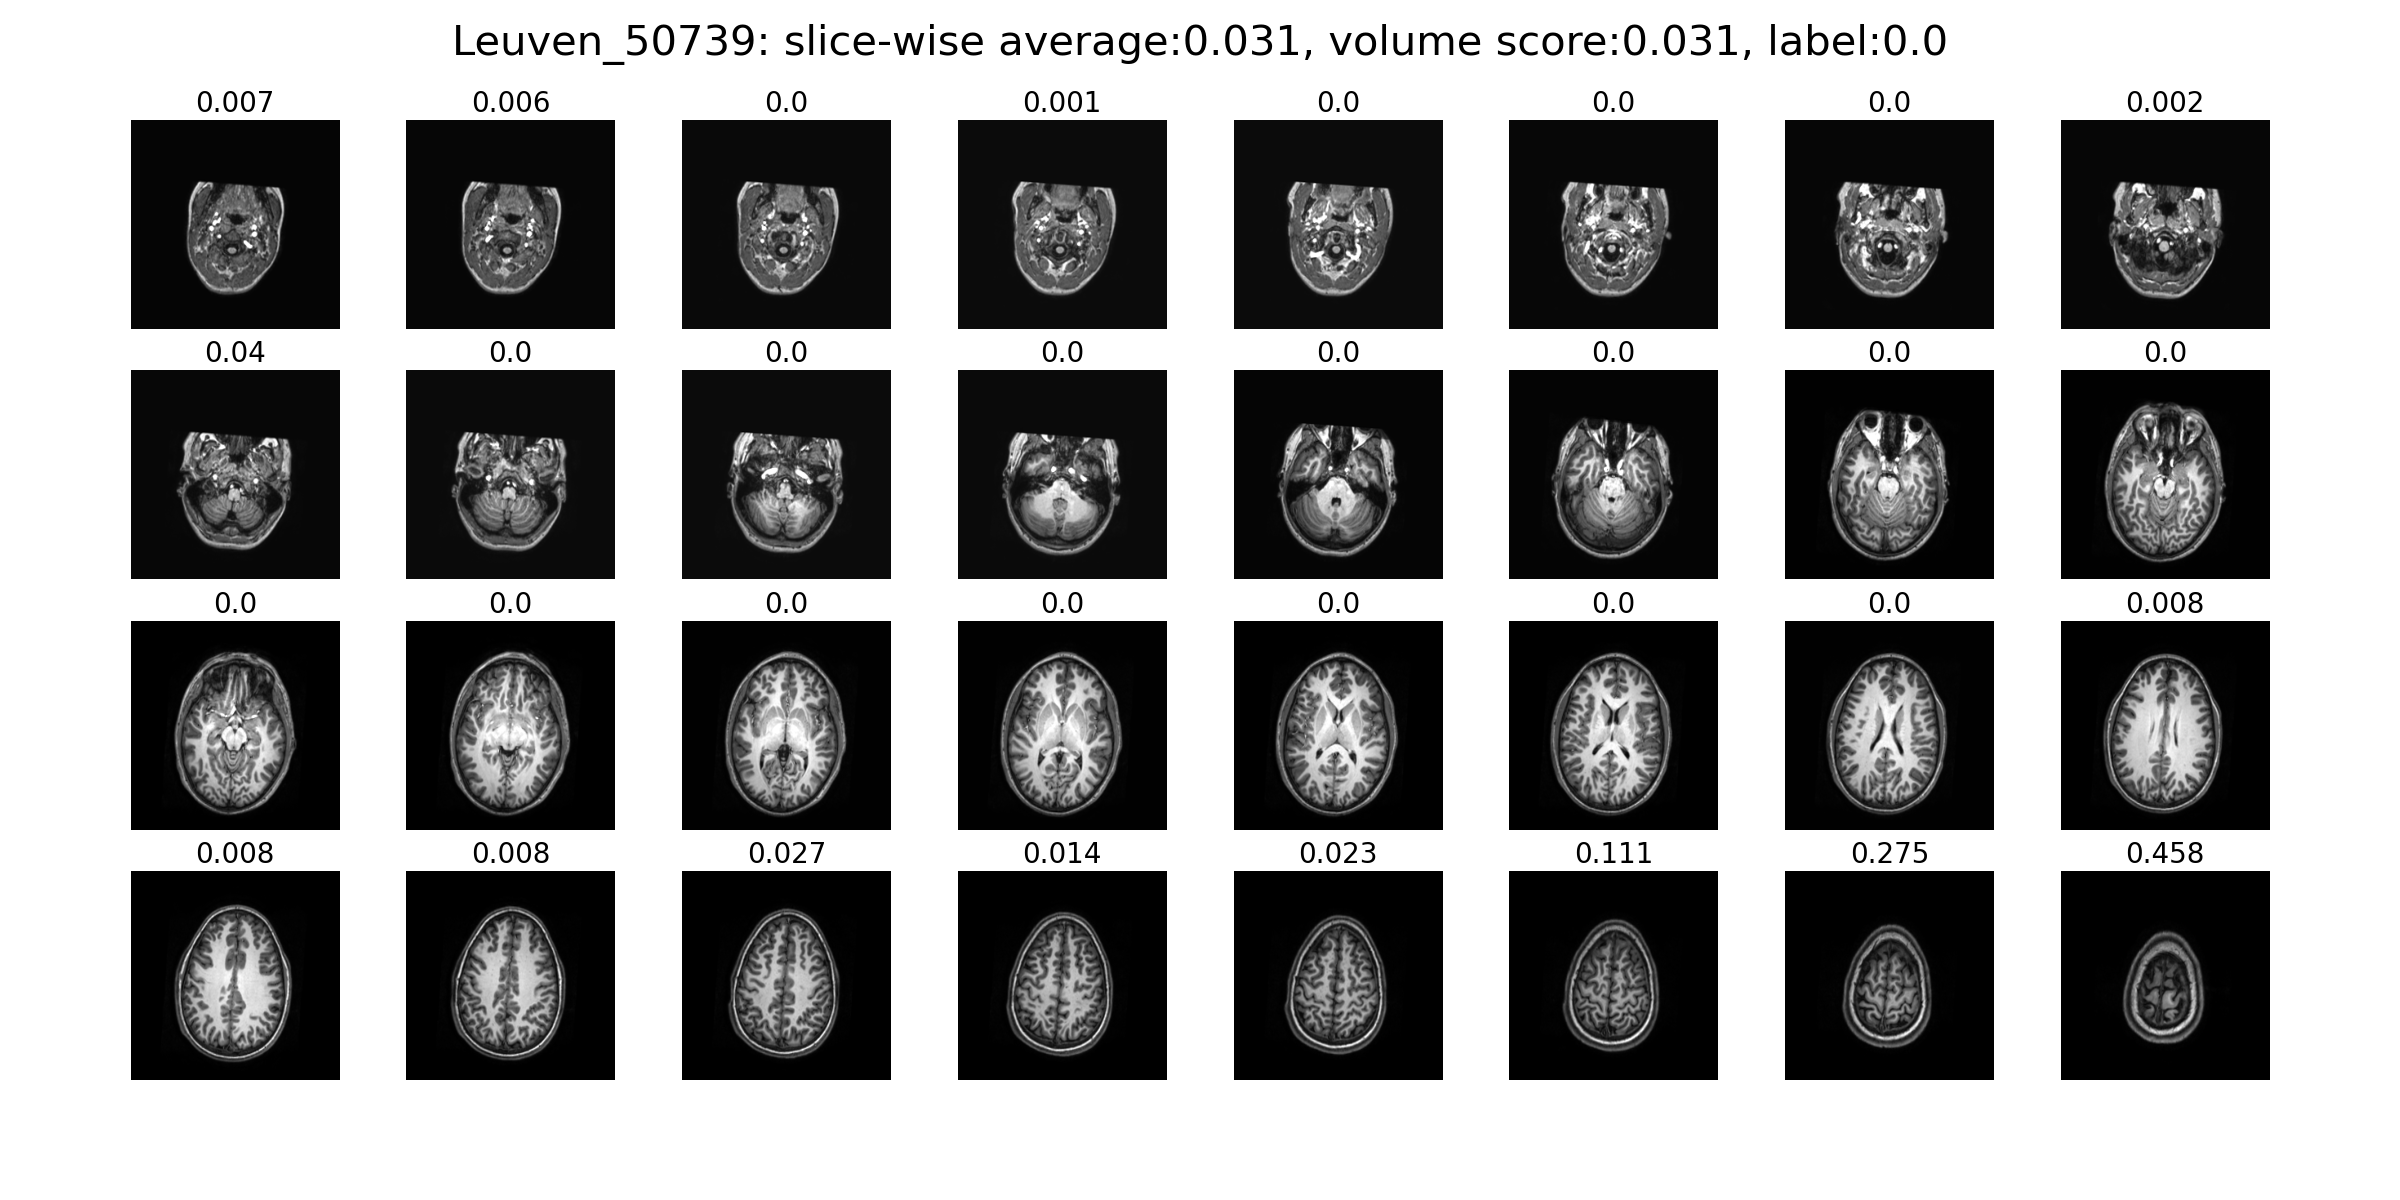 Leuven_50739: slice-wise average:0.031, volume score:0.031, label:0.0
0.007 0.006 0.0 0.001 0.0 0.0 0.0 0.002
0.04 0.0 0.0 0.0 0.0 0.0 0.0 0.0
0.0 0.0 0.0 0.0 0.0 0.0 0.0 0.008
0.008 0.008 0.027 0.014 0.023 0.111 0.275 0.458